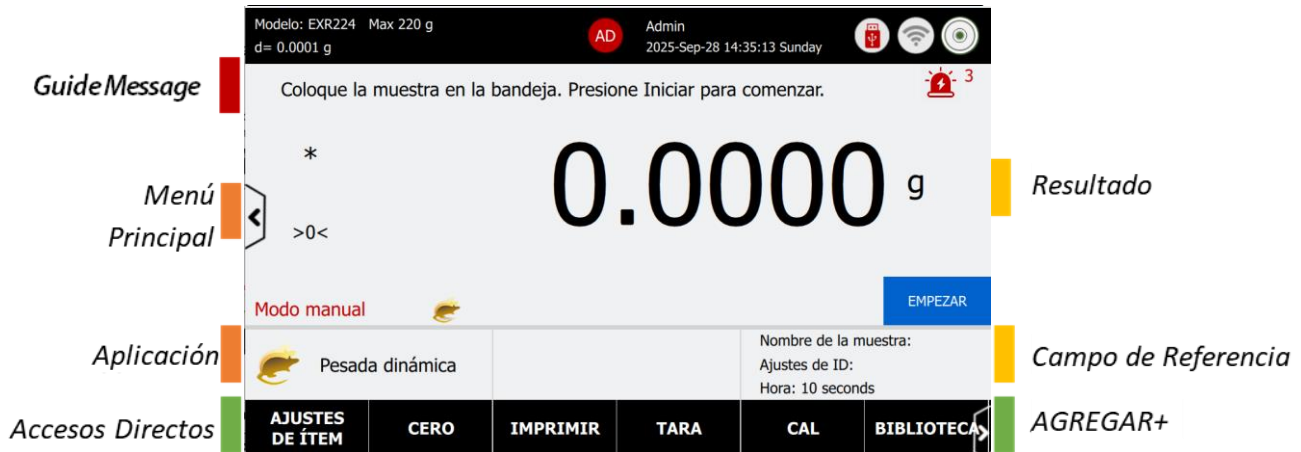 Modelo: EXR224 Max 220 g
d= 0.0001 g
AD
Admin
2025-Sep-28 14:35:13 Sunday
Guide Message
Coloque la muestra en la bandeja. Presione Iniciar para comenzar.
3
*
0.0000 g
Resultado
Menú
Principal
>0<
Modo manual
EMPEZAR
Aplicación
Pesada dinámica
Nombre de la muestra:
Ajustes de ID:
Hora: 10 seconds
Campo de Referencia
Accesos Directos
AJUSTES
DE ÍTEM
CERO
IMPRIMIR
TARA
CAL
BIBLIOTECA
AGREGAR+